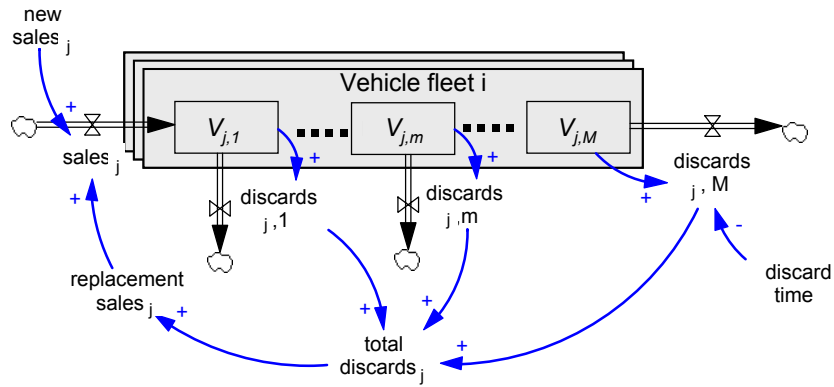 new
sales j
+
Vehicle fleet i
V j,1
V j,m
V j,M
sales j
+
+
+
+
discards
j ,1
discards
j ,m
discards
j , M
-
discard
time
replacement
sales j
+
+
+
+
total
discards j